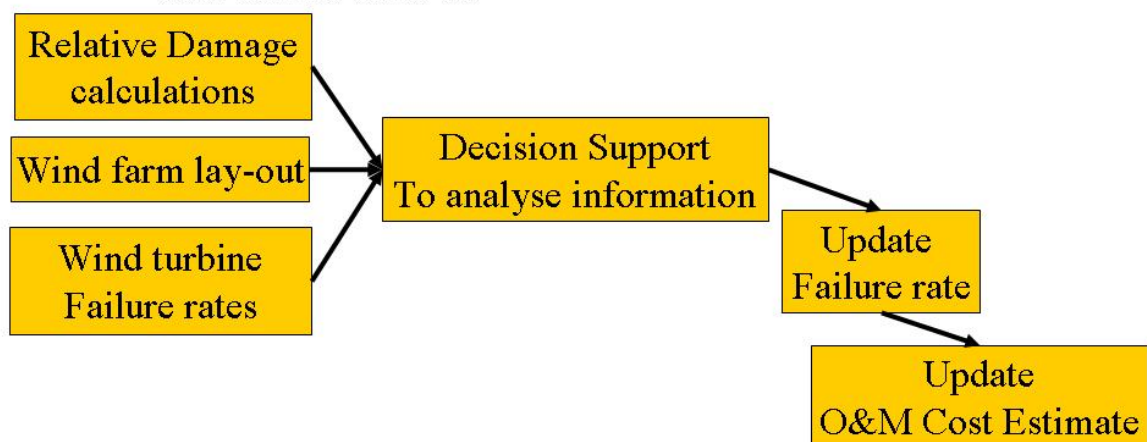 Relative Damage
calculations
Wind farm lay-out
Wind turbine
Failure rates
Decision Support
To analyse information
Update
Failure rate
Update
O&M Cost Estimate